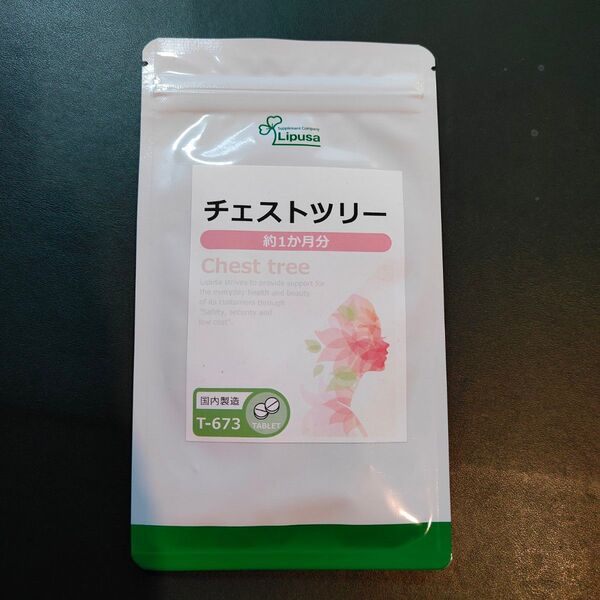 Supplement Company
Lipusa
チェストツリー
約1か月分
Chest tree
Lipusa strives to provide support for
the everyday health and beauty
of its customers through
"Safety, security and
low cost".
国内製造
T-673
TABLET